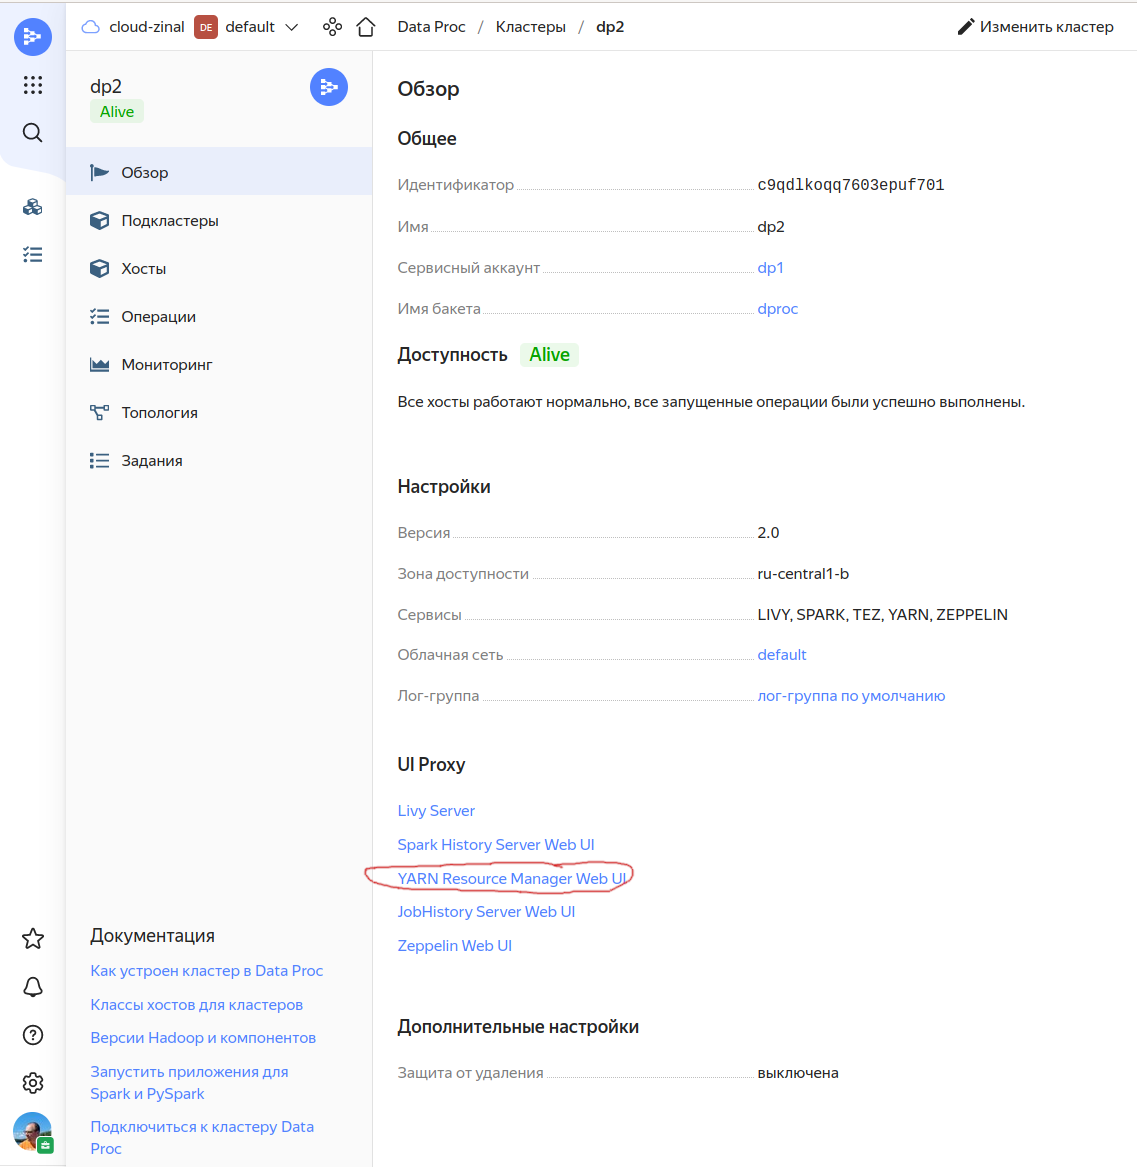 cloud-zinal DE default Data Proc / Кластеры / dp2 Изменить кластер
dp2
Alive
Обзор
Подкластеры
Хосты
Операции
Мониторинг
Топология
Задания
Документация
Как устроен кластер в Data Proc
Классы хостов для кластеров
Версии Hadoop и компонентов
Запустить приложения для
Spark и PySpark
Подключиться к кластеру Data
Proc
Обзор
Общее
Идентификатор c9qdlkoqq7603epuf701
Имя dp2
Сервисный аккаунт dp1
Имя бакета dproc
Доступность Alive
Все хосты работают нормально, все запущенные операции были успешно выполнены.
Настройки
Версия 2.0
Зона доступности ru-central1-b
Сервисы LIVY, SPARK, TEZ, YARN, ZEPPELIN
Облачная сеть default
Лог-группа лог-группа по умолчанию
UI Proxy
Livy Server
Spark History Server Web UI
YARN Resource Manager Web UI
JobHistory Server Web UI
Zeppelin Web UI
Дополнительные настройки
Защита от удаления выключена